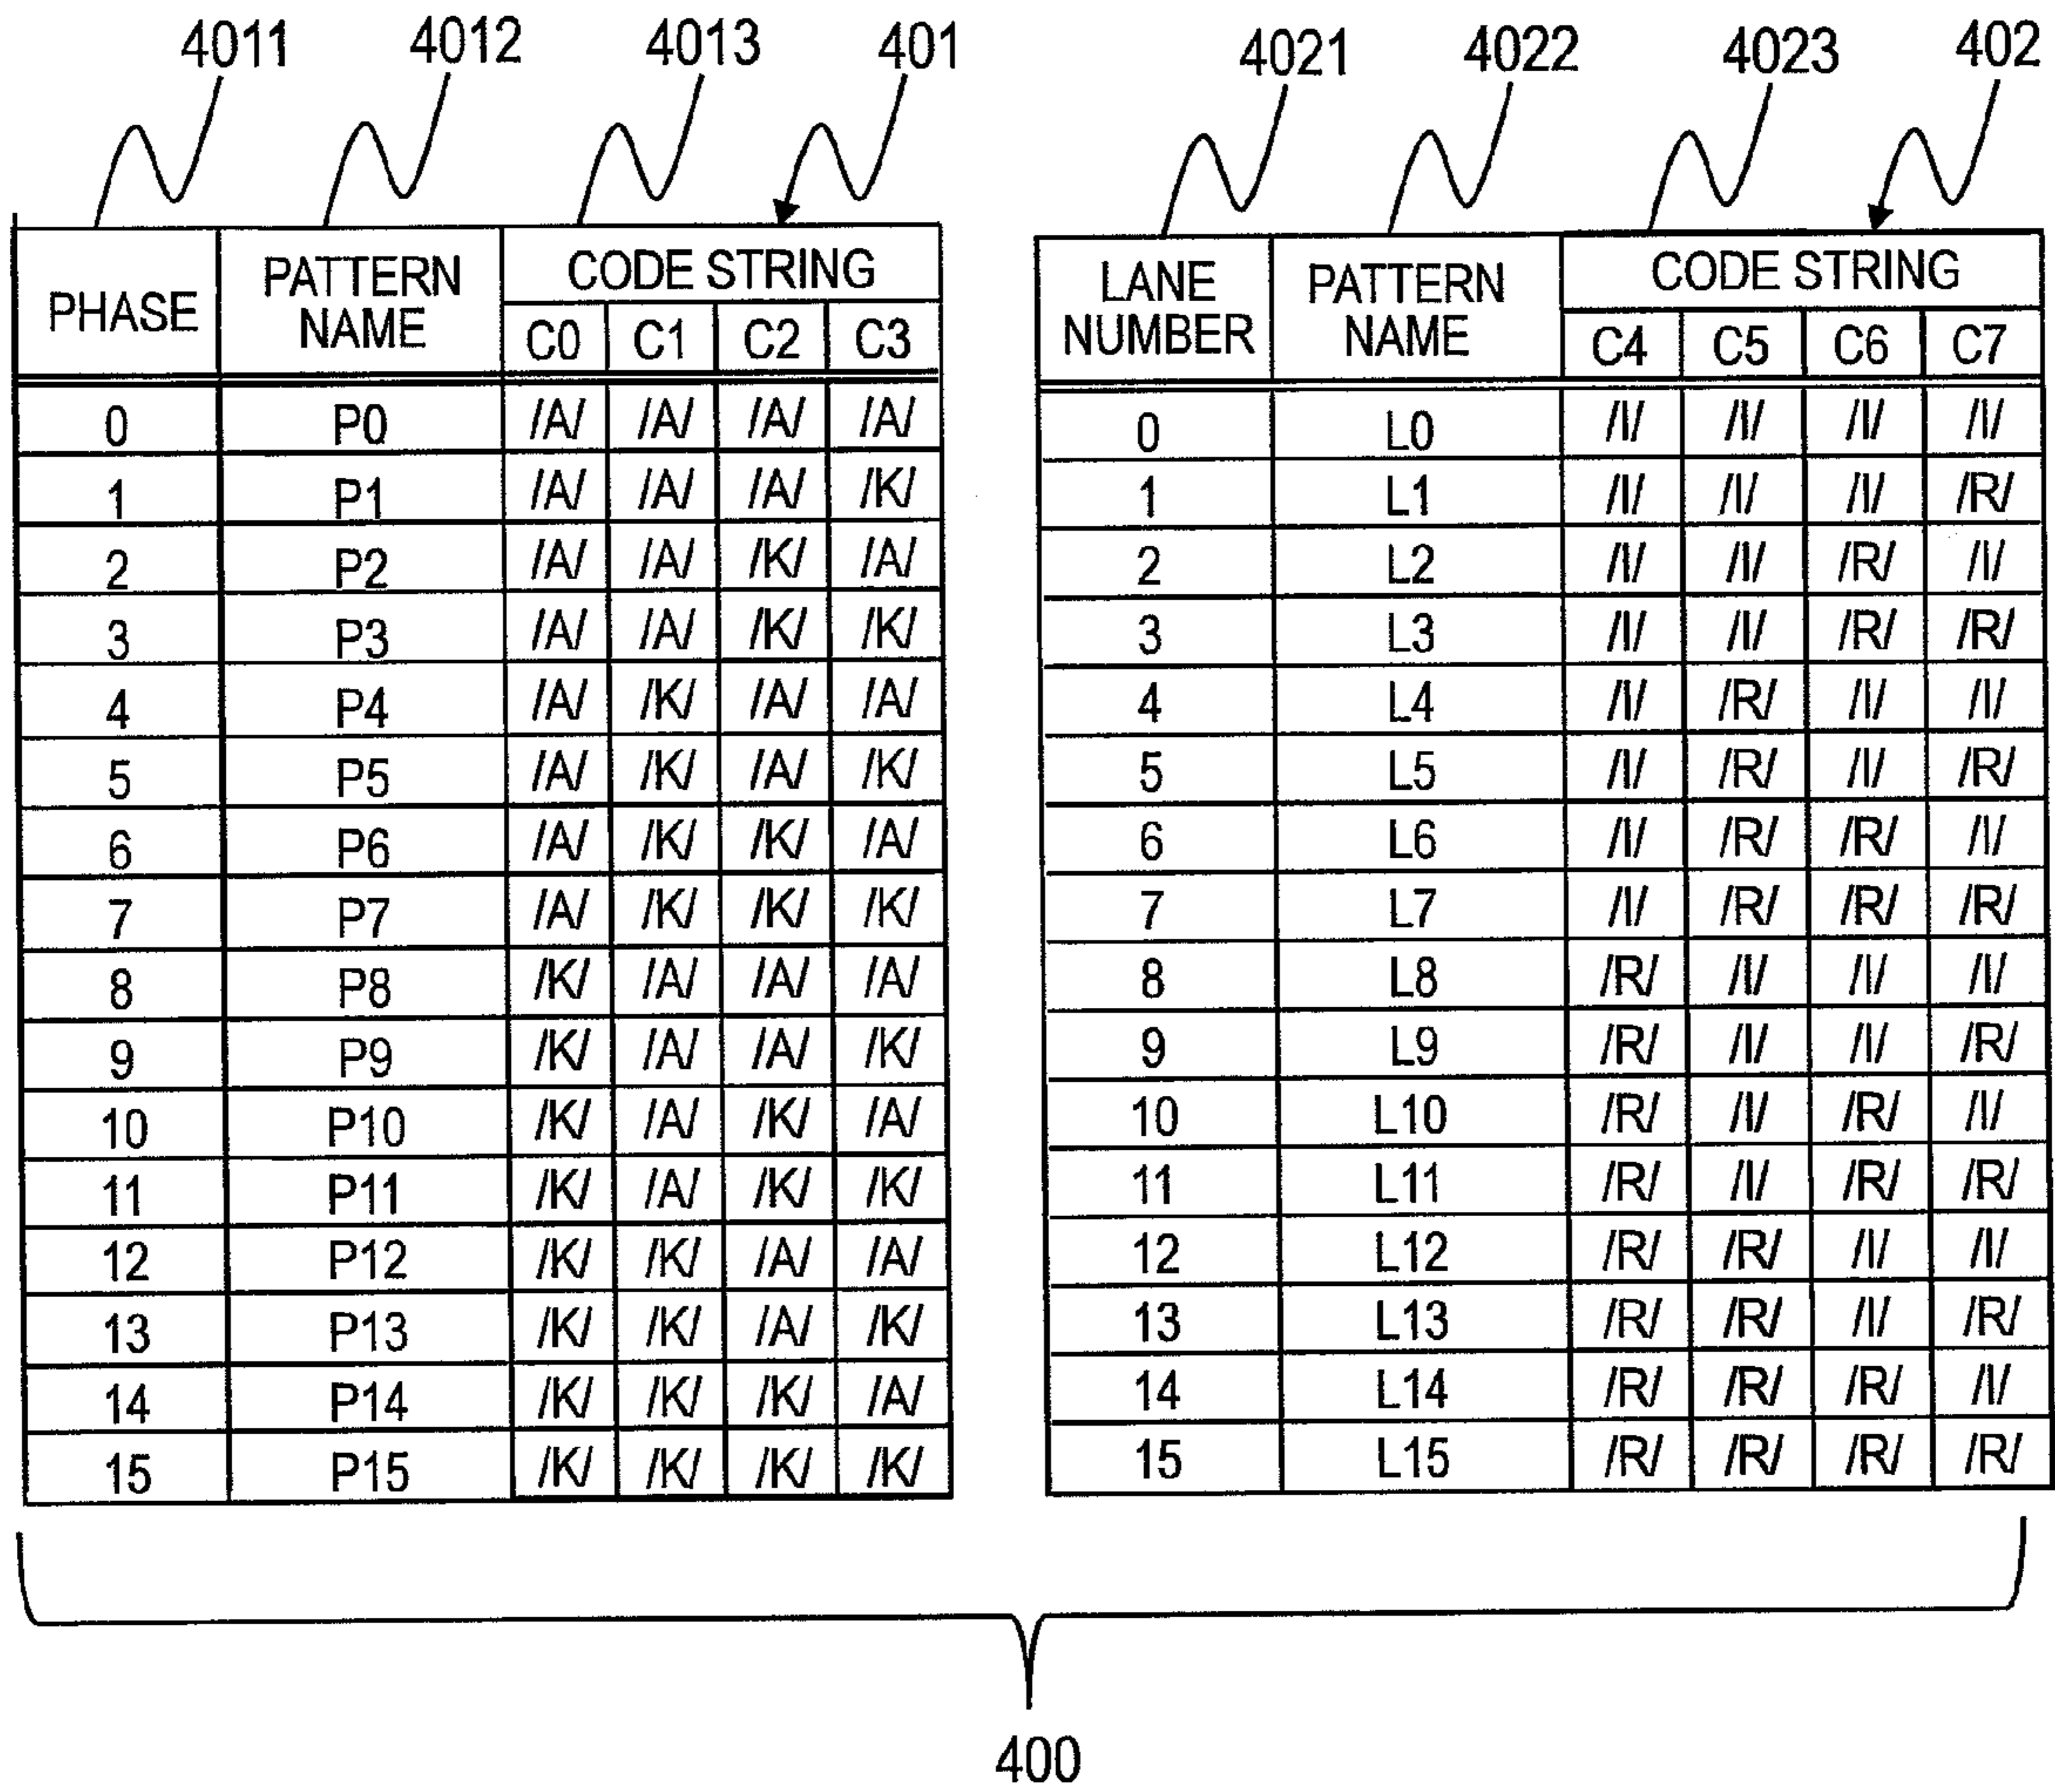 4011 4012 4013 401 4021 4022 4023 402
PHASE PATTERN NAME CODE STRING
C0 C1 C2 C3
0 P0 /A/ /A/ /A/ /A/
1 P1 /A/ /A/ /A/ /K/
2 P2 /A/ /A/ /K/ /A/
3 P3 /A/ /A/ /K/ /K/
4 P4 /A/ /K/ /A/ /A/
5 P5 /A/ /K/ /A/ /K/
6 P6 /A/ /K/ /K/ /A/
7 P7 /A/ /K/ /K/ /K/
8 P8 /K/ /A/ /A/ /A/
9 P9 /K/ /A/ /A/ /K/
10 P10 /K/ /A/ /K/ /A/
11 P11 /K/ /A/ /K/ /K/
12 P12 /K/ /K/ /A/ /A/
13 P13 /K/ /K/ /A/ /K/
14 P14 /K/ /K/ /K/ /A/
15 P15 /K/ /K/ /K/ /K/
LANE NUMBER PATTERN NAME CODE STRING
C4 C5 C6 C7
0 L0 /I/ /I/ /I/ /I/
1 L1 /I/ /I/ /I/ /R/
2 L2 /I/ /I/ /R/ /I/
3 L3 /I/ /I/ /R/ /R/
4 L4 /I/ /R/ /I/ /I/
5 L5 /I/ /R/ /I/ /R/
6 L6 /I/ /R/ /R/ /I/
7 L7 /I/ /R/ /R/ /R/
8 L8 /R/ /I/ /I/ /I/
9 L9 /R/ /I/ /I/ /R/
10 L10 /R/ /I/ /R/ /I/
11 L11 /R/ /I/ /R/ /R/
12 L12 /R/ /R/ /I/ /I/
13 L13 /R/ /R/ /I/ /R/
14 L14 /R/ /R/ /R/ /I/
15 L15 /R/ /R/ /R/ /R/
400